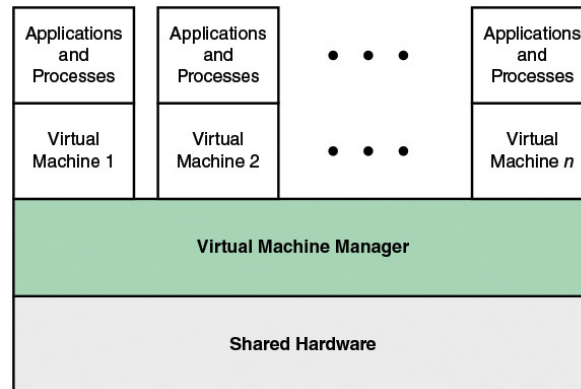 Applications
and
Processes
Applications
and
Processes
Applications
and
Processes
Virtual
Machine 1
Virtual
Machine 2
Virtual
Machine n
Virtual Machine Manager
Shared Hardware